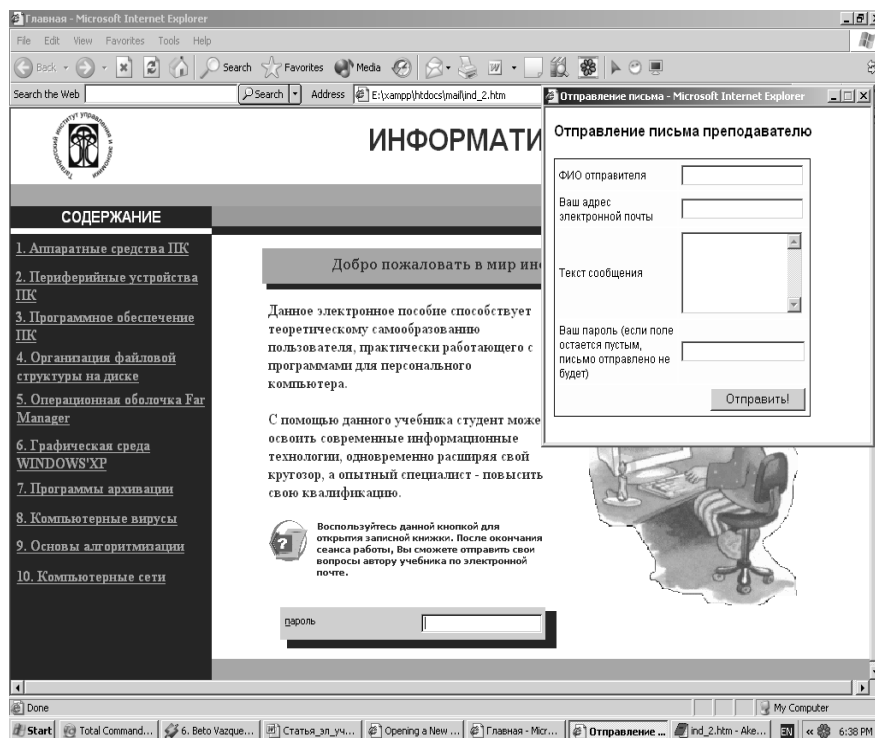 Главная - Microsoft Internet Explorer
File Edit View Favorites Tools Help
Back Search Favorites Media
Search the Web Search Address E:\xampp\htdocs\mail\ind_2.htm
Таганрогский институт управления и экономики
ИНФОРМАТИ
СОДЕРЖАНИЕ
1. Аппаратные средства ПК
2. Периферийные устройства
ПК
3. Программное обеспечение
ПК
4. Организация файловой
структуры на диске
5. Операционная оболочка Far
Manager
6. Графическая среда
WINDOWS'XP
7. Программы архивации
8. Компьютерные вирусы
9. Основы алгоритмизации
10. Компьютерные сети
Добро пожаловать в мир ин
Данное электронное пособие способствует
теоретическому самообразованию
пользователя, практически работающего с
программами для персонального
компьютера.
С помощью данного учебника студент може
освоить современные информационные
технологии, одновременно расширяя свой
кругозор, а опытный специалист - повысить
свою квалификацию.
Воспользуйтесь данной кнопкой для
открытия записной книжки. После окончания
сеанса работы, Вы сможете отправить свои
вопросы автору учебника по электронной
почте.
пароль
Отправление письма - Microsoft Internet Explorer
Отправление письма преподавателю
ФИО отправителя
Ваш адрес
электронной почты
Текст сообщения
Ваш пароль (если поле
остается пустым,
письмо отправлено не
будет)
Отправить!
Done My Computer
Start Total Command... 6. Beto Vazque... Статья_эл_уч... Opening a New ... Главная - Micr... Отправление ... ind_2.htm - Ake... EN « 6:38 PM